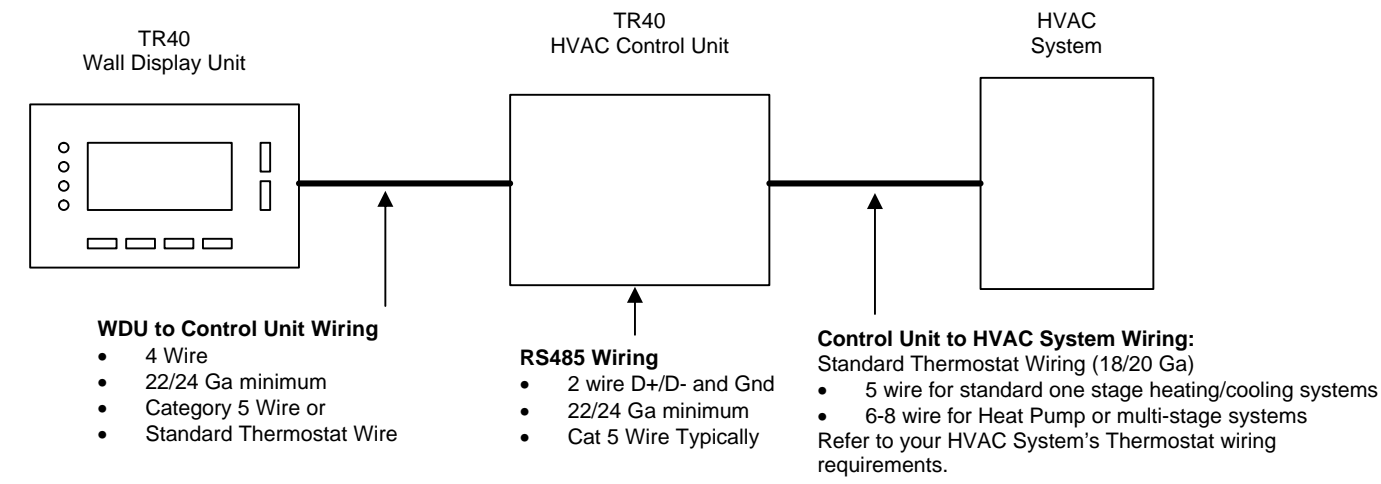 TR40
Wall Display Unit
TR40
HVAC Control Unit
HVAC
System
WDU to Control Unit Wiring
• 4 Wire
• 22/24 Ga minimum
• Category 5 Wire or
• Standard Thermostat Wire
RS485 Wiring
• 2 wire D+/D- and Gnd
• 22/24 Ga minimum
• Cat 5 Wire Typically
Control Unit to HVAC System Wiring:
Standard Thermostat Wiring (18/20 Ga)
• 5 wire for standard one stage heating/cooling systems
• 6-8 wire for Heat Pump or multi-stage systems
Refer to your HVAC System’s Thermostat wiring
requirements.